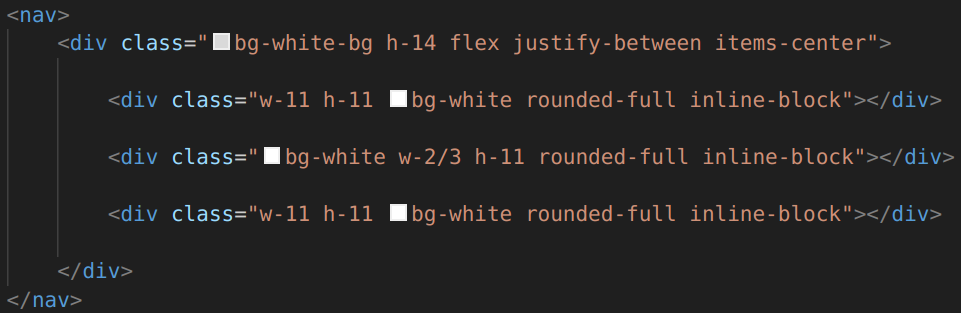 <nav>
<div class="bg-white-bg h-14 flex justify-between items-center">
<div class="w-11 h-11 bg-white rounded-full inline-block"></div>
<div class="bg-white w-2/3 h-11 rounded-full inline-block"></div>
<div class="w-11 h-11 bg-white rounded-full inline-block"></div>
</div>
</nav>